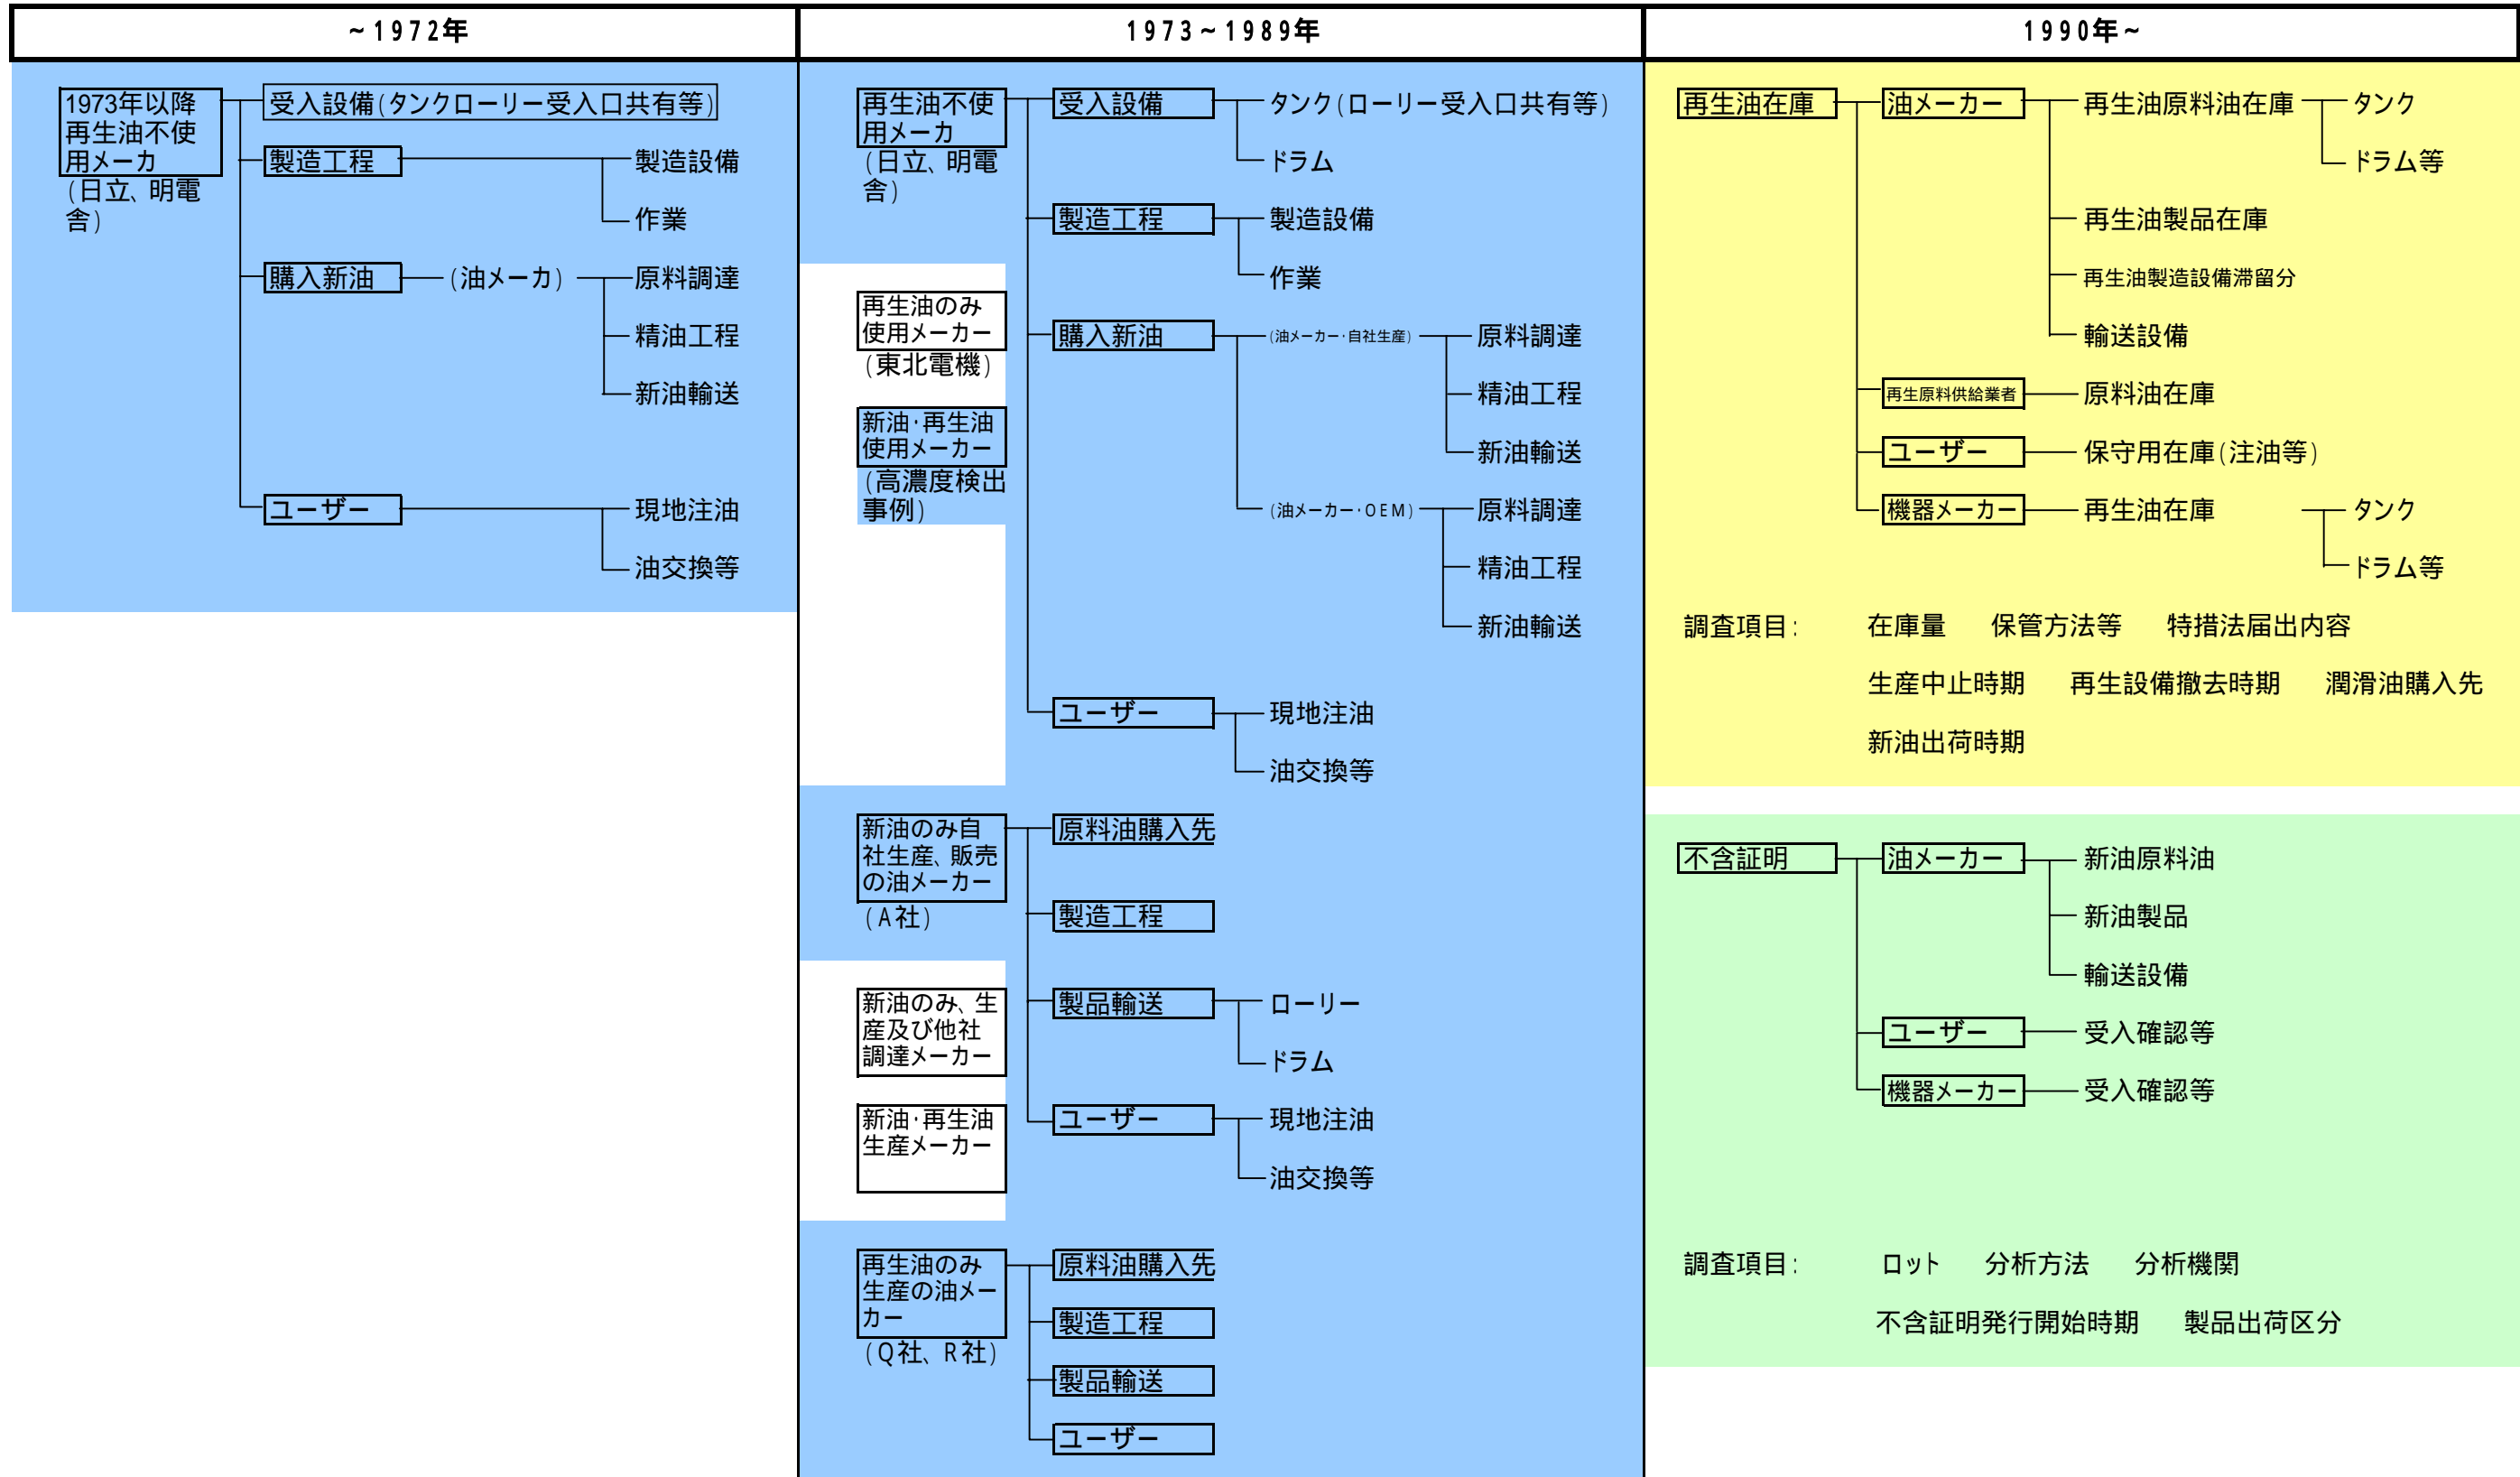 ~1972年
1973~1989年
1990年~
1973年以降
再生油不使
用メーカ
(日立、明電
舎)
受入設備(タンクローリー受入口共有等)
製造工程
製造設備
作業
購入新油
(油メーカ)
原料調達
精油工程
新油輸送
ユーザー
現地注油
油交換等
再生油不使
用メーカ
(日立、明電
舎)
受入設備
タンク(ローリー受入口共有等)
ドラム
製造工程
製造設備
作業
再生油のみ
使用メーカー
(東北電機)
新油・再生油
使用メーカー
(高濃度検出
事例)
購入新油
(油メーカー・自社生産)
原料調達
精油工程
新油輸送
(油メーカー・OEM)
原料調達
精油工程
新油輸送
ユーザー
現地注油
油交換等
新油のみ自
社生産、販売
の油メーカー
(A社)
原料油購入先
製造工程
新油のみ、生
産及び他社
調達メーカー
製品輸送
ローリー
ドラム
新油・再生油
生産メーカー
ユーザー
現地注油
油交換等
再生油のみ
生産の油メー
カー
(Q社、R社)
原料油購入先
製造工程
製品輸送
ユーザー
再生油在庫
油メーカー
再生油原料油在庫
タンク
ドラム等
再生油製品在庫
再生油製造設備滞留分
輸送設備
再生原料供給業者
原料油在庫
ユーザー
保守用在庫(注油等)
機器メーカー
再生油在庫
タンク
ドラム等
調査項目: 在庫量 保管方法等 特措法届出内容
生産中止時期 再生設備撤去時期 潤滑油購入先
新油出荷時期
不含証明
油メーカー
新油原料油
新油製品
輸送設備
ユーザー
受入確認等
機器メーカー
受入確認等
調査項目: ロット 分析方法 分析機関
不含証明発行開始時期 製品出荷区分